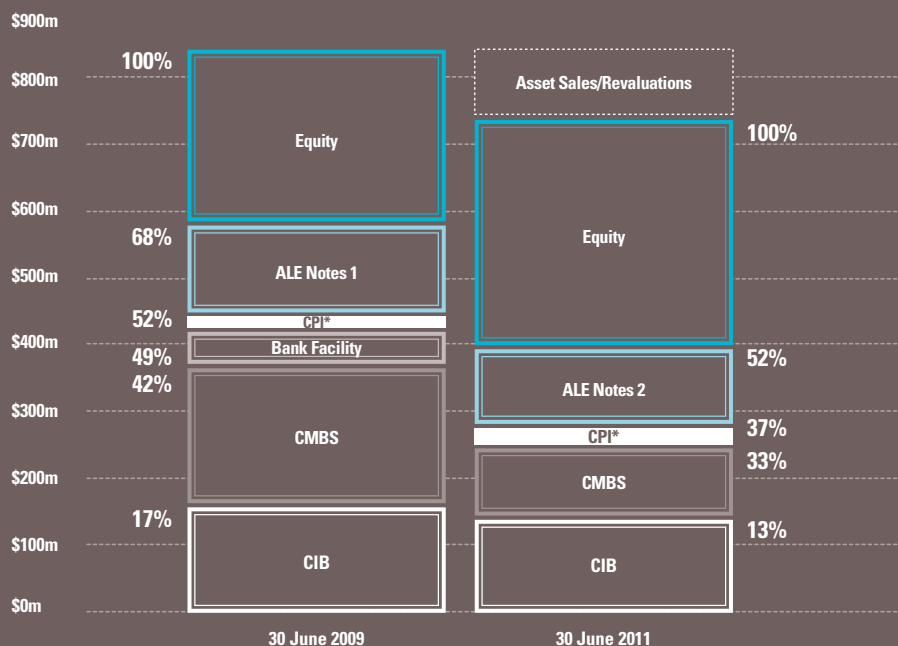 $900m
$800m
$700m
$600m
$500m
$400m
$300m
$200m
$100m
$0m
100%
68%
52%
49%
42%
17%
Equity
ALE Notes 1
CPI*
Bank Facility
CMBS
CIB
30 June 2009
Asset Sales/Revaluations
Equity
ALE Notes 2
CPI*
CMBS
CIB
30 June 2011
100%
52%
37%
33%
13%